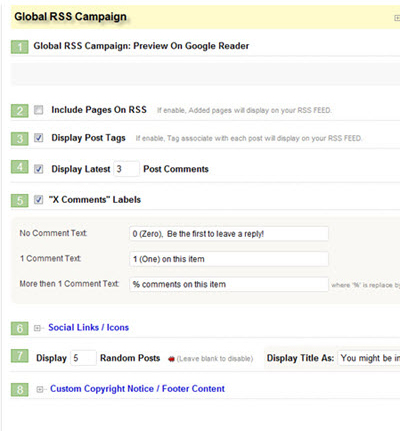 Global RSS Campaign
1 Global RSS Campaign: Preview On Google Reader
2 Include Pages On RSS If enable, Added pages will display on your RSS FEED.
3 Display Post Tags If enable, Tag associate with each post will display on your RSS FEED.
4 Display Latest 3 Post Comments
5 "X Comments" Labels
No Comment Text: 0 (Zero), Be the first to leave a reply!
1 Comment Text: 1 (One) on this item
More then 1 Comment Text: % comments on this item where '%' is replace by
6 Social Links / Icons
7 Display 5 Random Posts (Leave blank to disable) Display Title As: You might be in
8 Custom Copyright Notice / Footer Content